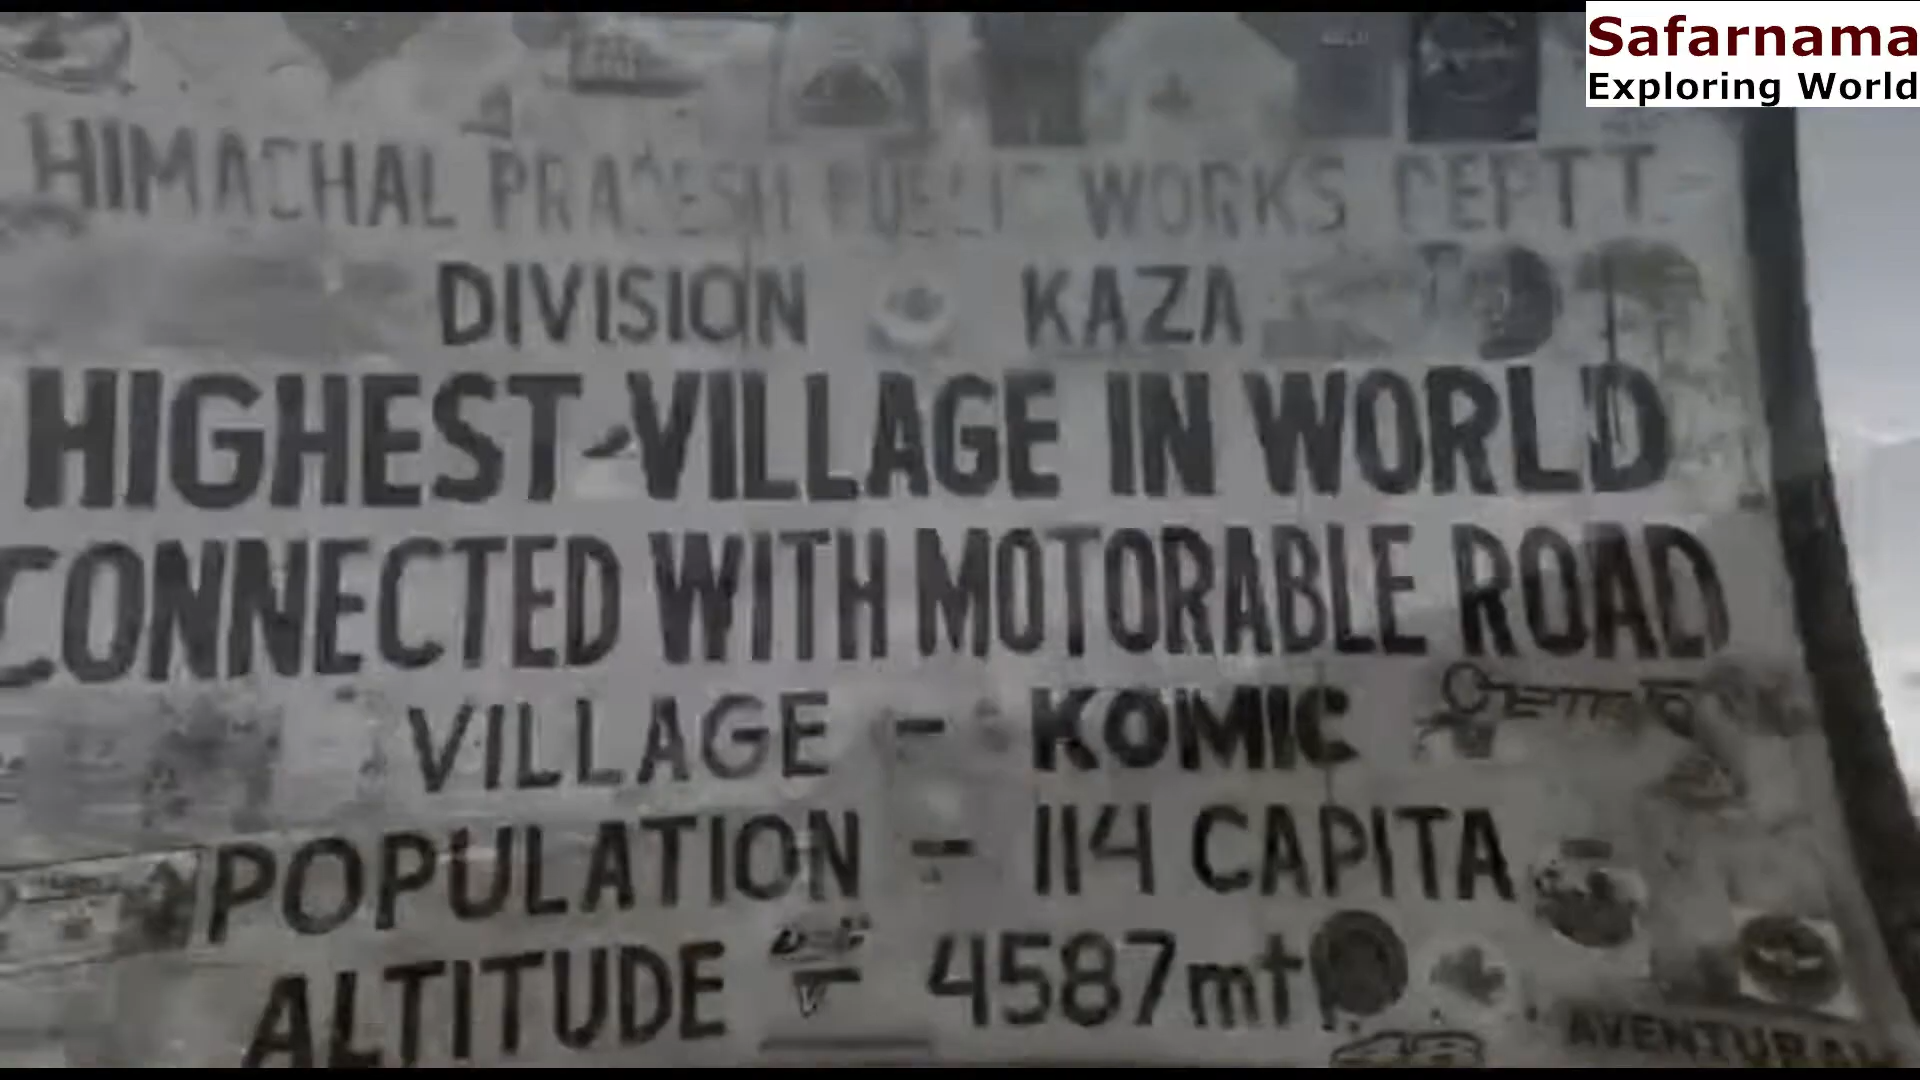 Safarnama
Exploring World
HIMACHAL PRADESH PUBLIC WORKS DEPTT.
DIVISION KAZA
HIGHEST VILLAGE IN WORLD
CONNECTED WITH MOTORABLE ROAD
VILLAGE - KOMIC
POPULATION - 114 CAPITA
ALTITUDE - 4587mt